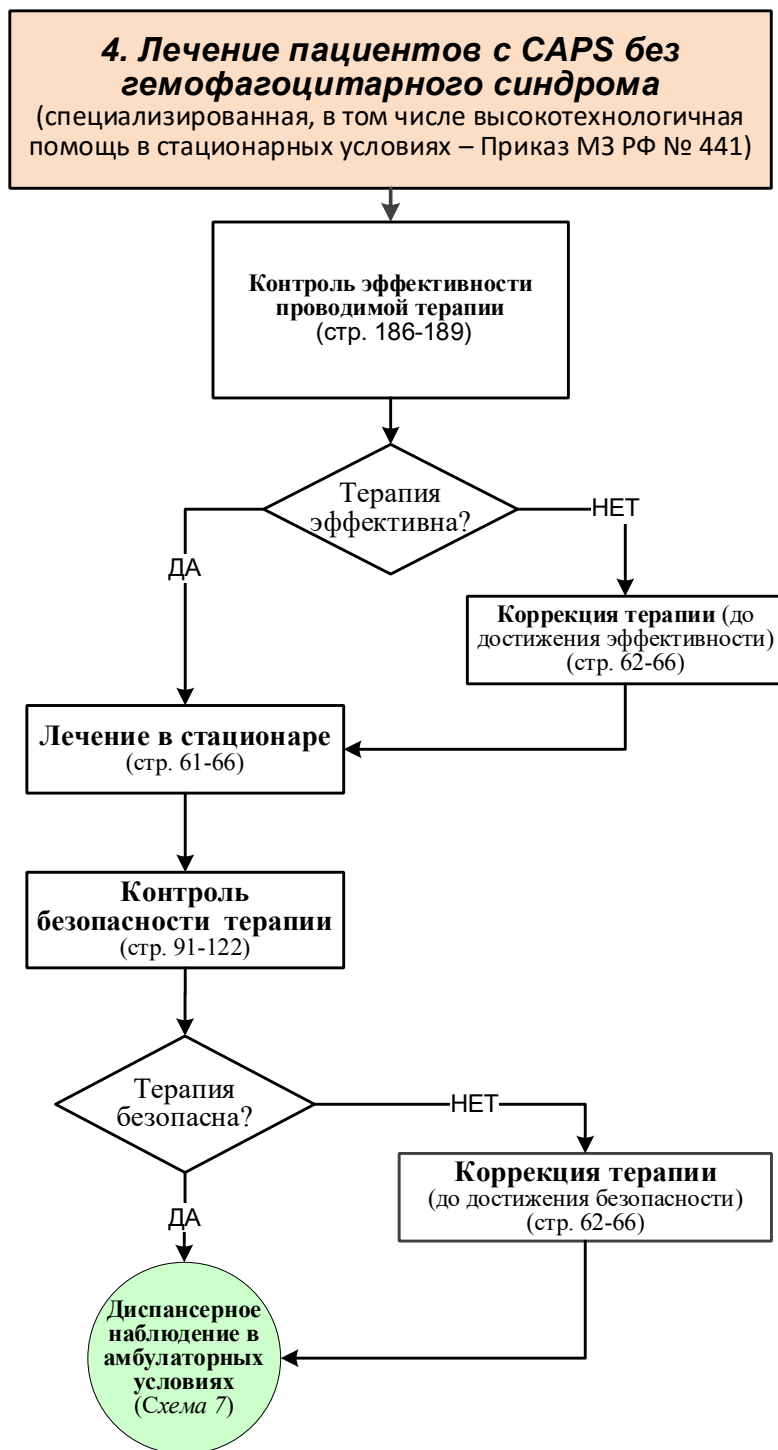 4. Лечение пациентов с CAPS без
гемофагоцитарного синдрома
(специализированная, в том числе высокотехнологичная
помощь в стационарных условиях – Приказ МЗ РФ № 441)
Контроль эффективности
проводимой терапии
(стр. 186-189)
Терапия
эффективна?
НЕТ
ДА
Коррекция терапии (до
достижения эффективности)
(стр. 62-66)
Лечение в стационаре
(стр. 61-66)
Контроль
безопасности терапии
(стр. 91-122)
Терапия
безопасна?
НЕТ
Коррекция терапии
(до достижения безопасности)
(стр. 62-66)
ДА
Диспансерное
наблюдение в
амбулаторных
условиях
(Схема 7)